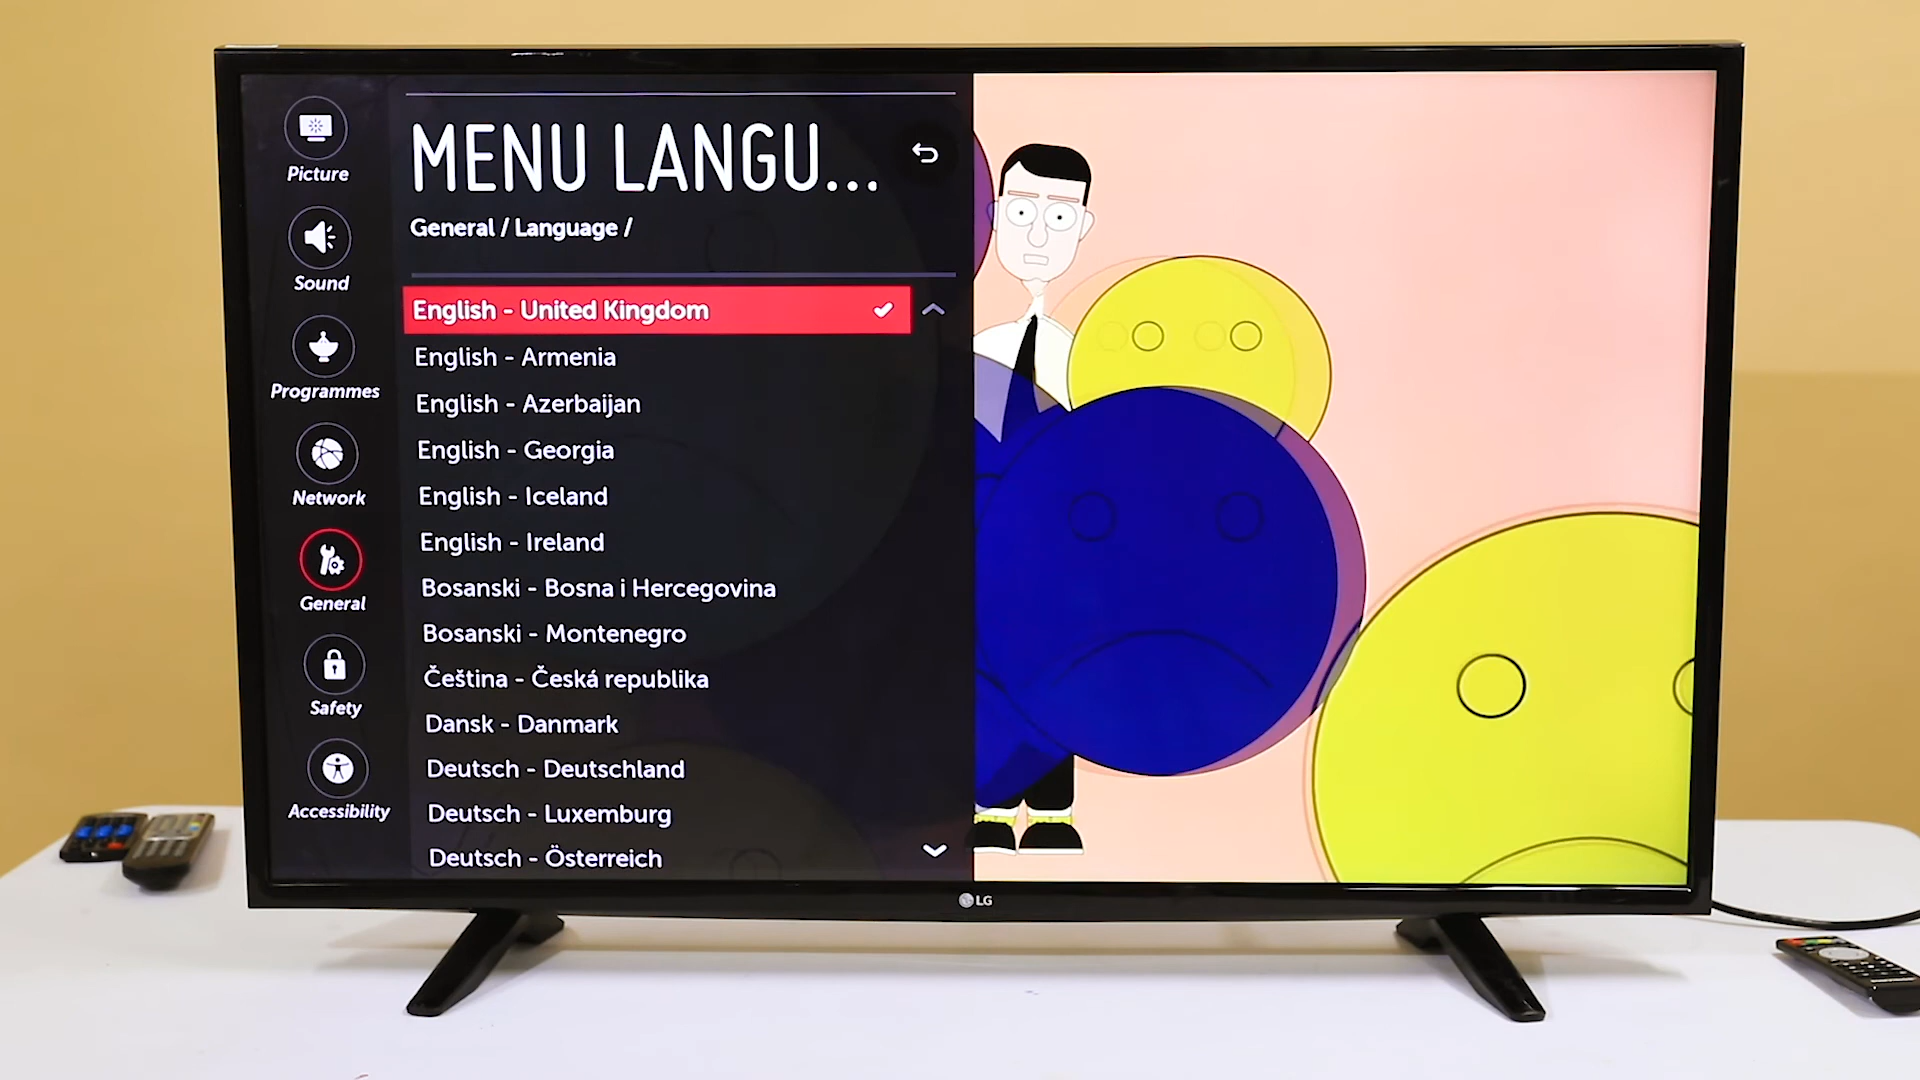 Picture
Sound
Programmes
Network
General
Safety
Accessibility
MENU LANGU...
General / Language /
English - United Kingdom
English - Armenia
English - Azerbaijan
English - Georgia
English - Iceland
English - Ireland
Bosanski - Bosna i Hercegovina
Bosanski - Montenegro
Čeština - Česká republika
Dansk - Danmark
Deutsch - Deutschland
Deutsch - Luxemburg
Deutsch - Österreich
LG